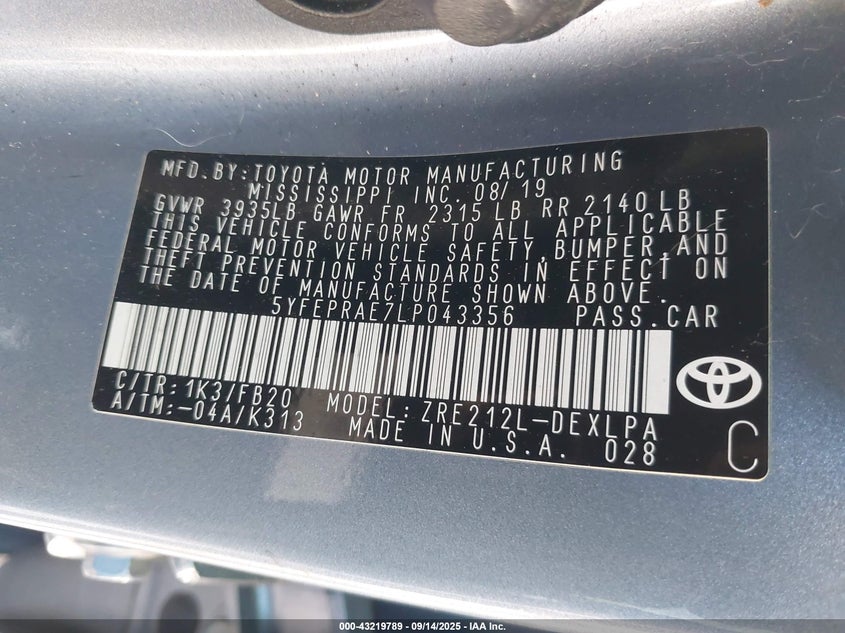 MFD.BY:TOYOTA MOTOR MANUFACTURING
MISSISSIPPI INC. 08/19
GVWR 3935LB GAWR FR 2315 LB RR 2140 LB
THIS VEHICLE CONFORMS TO ALL APPLICABLE
FEDERAL MOTOR VEHICLE SAFETY, BUMPER, AND
THEFT PREVENTION STANDARDS IN EFFECT ON
THE DATE OF MANUFACTURE SHOWN ABOVE.
5YFEPRAE7LP043356 PASS.CAR
C/TR: 1K3/FB20 MODEL: ZRE212L-DEXLPA
A/TM:-04A/K313 MADE IN U.S.A. 028
C
000-43219789 - 09/14/2025 - IAA Inc.